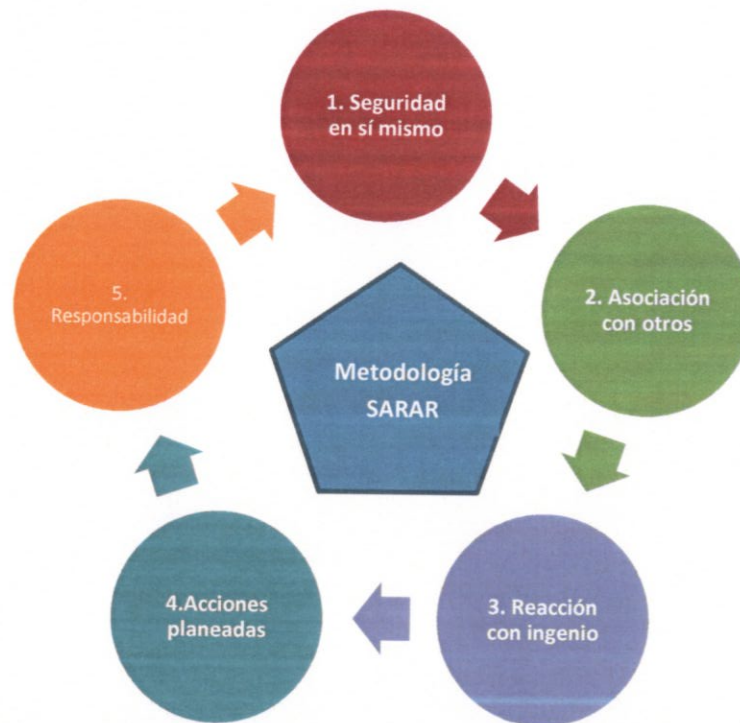 1. Seguridad
en sí mismo
2. Asociación
con otros
3. Reacción
con ingenio
4.Acciones
planeadas
5.
Responsabilidad
Metodología
SARAR